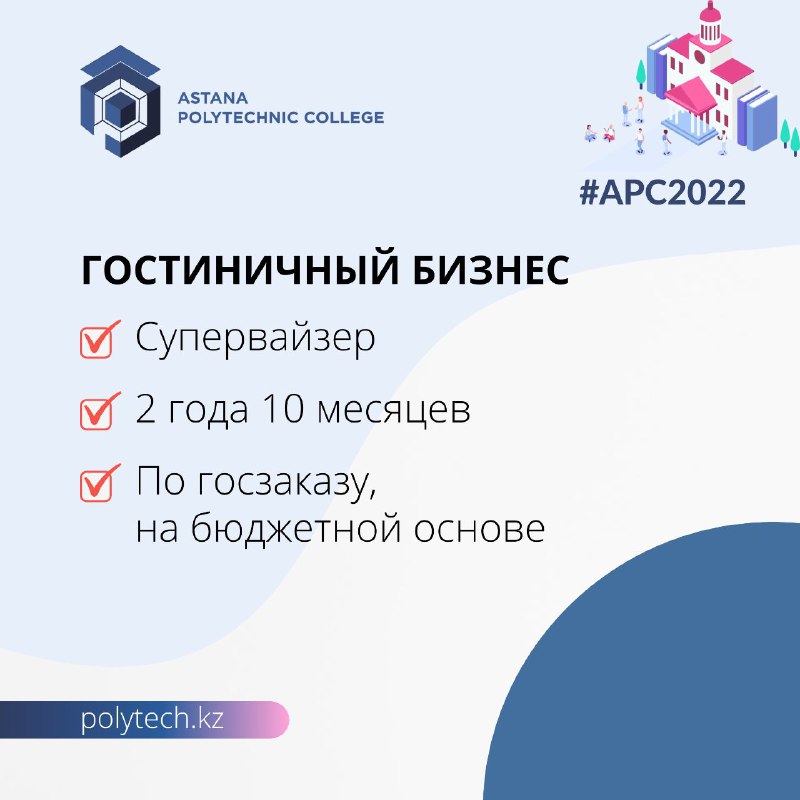 ASTANA
POLYTECHNIC COLLEGE
#APC2022
ГОСТИНИЧНЫЙ БИЗНЕС
Супервайзер
2 года 10 месяцев
По госзаказу,
на бюджетной основе
polytech.kz